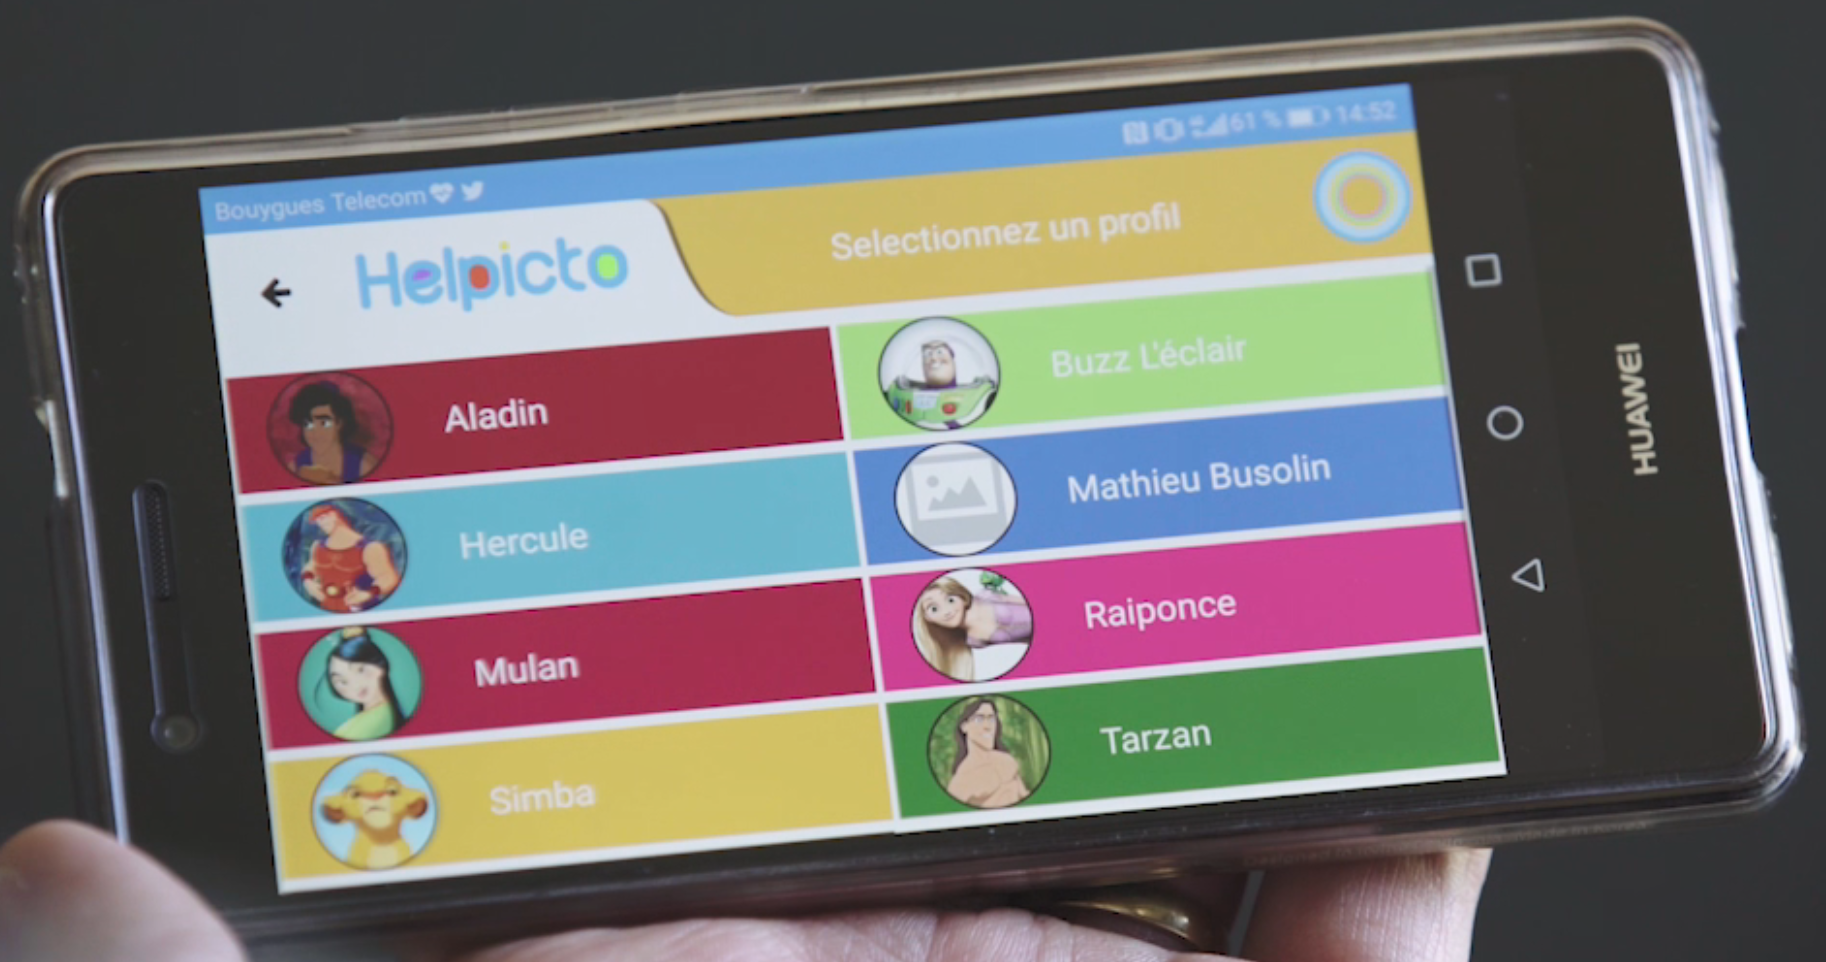 Bouygues Telecom
61 % 14:52
Helpicto
Selectionnez un profil
Aladin
Buzz L'éclair
Hercule
Mathieu Busolin
Mulan
Raiponce
Simba
Tarzan
HUAWEI